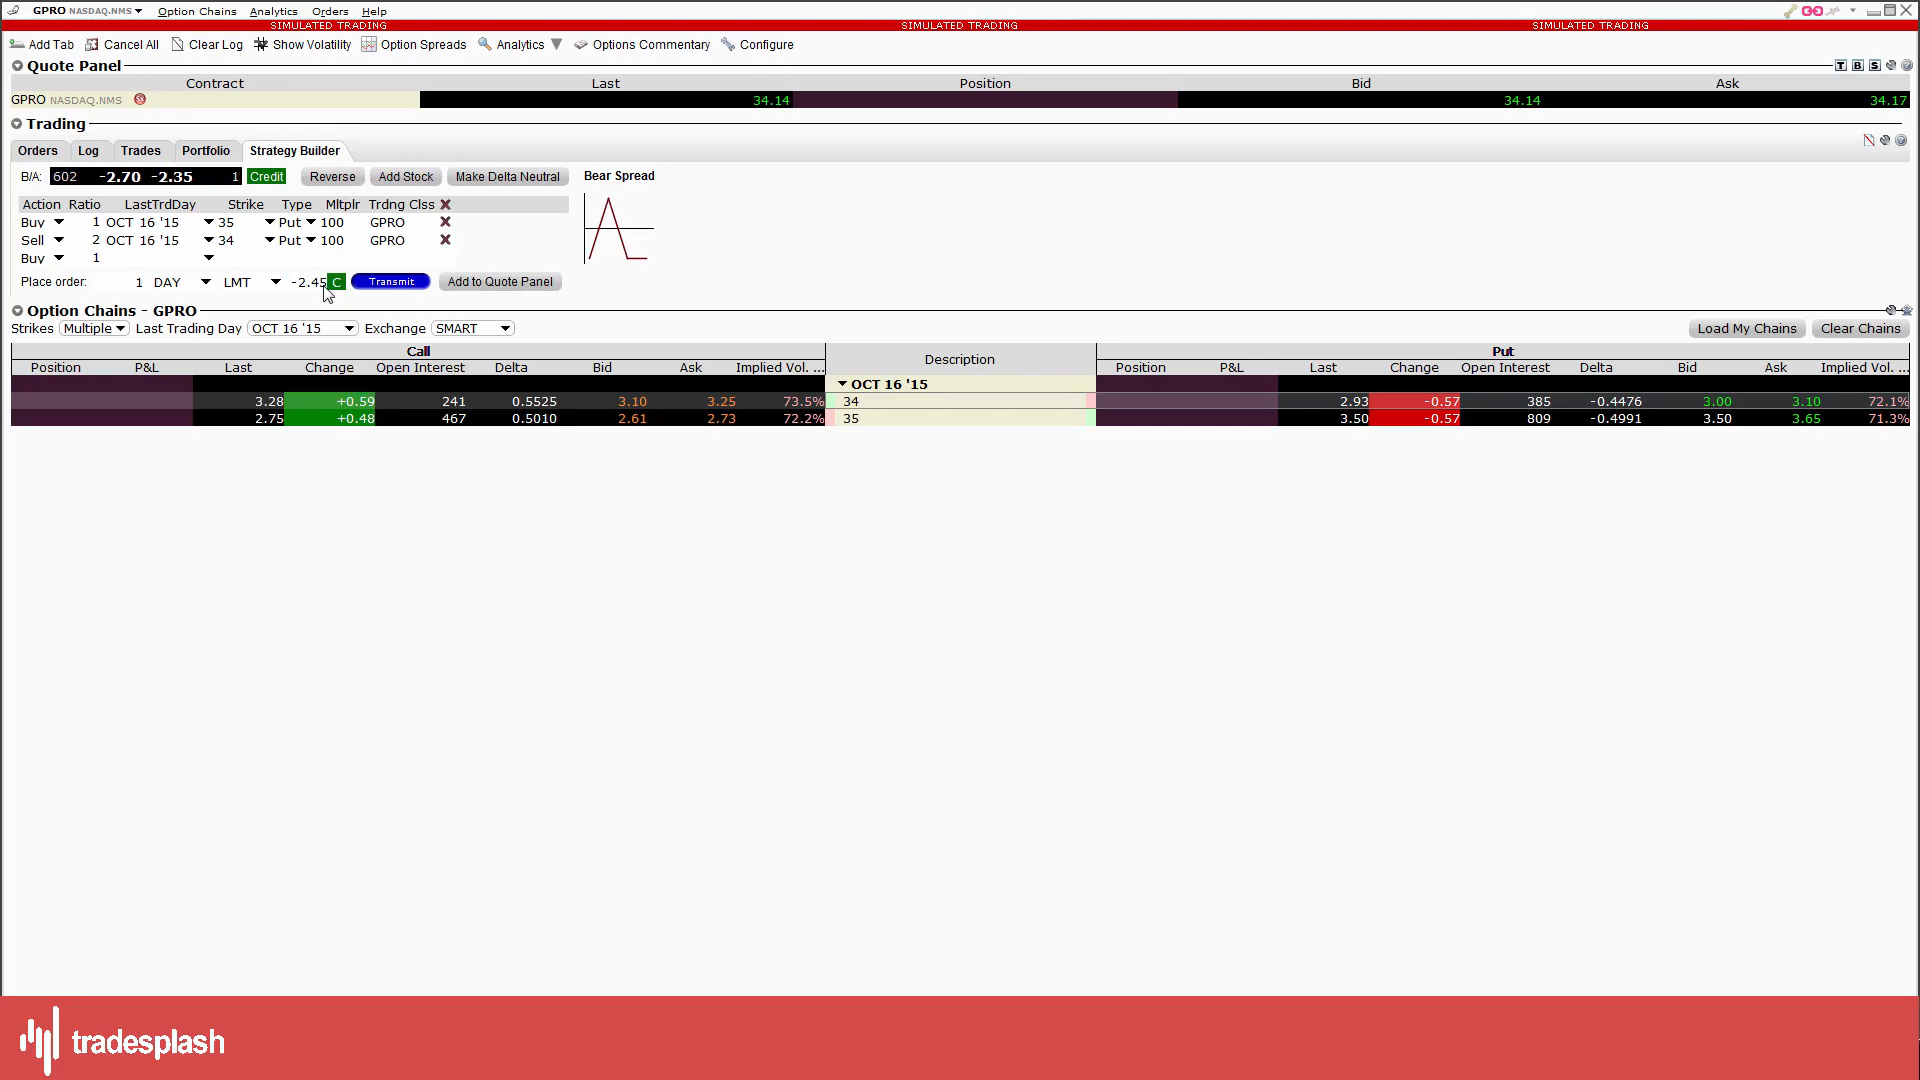 GPRO NASDAQ.NMS Option Chains Analytics Orders Help
SIMULATED TRADING SIMULATED TRADING SIMULATED TRADING
Add Tab Cancel All Clear Log Show Volatility Option Spreads Analytics Options Commentary Configure
Quote Panel T B S
Contract Last Position Bid Ask
GPRO NASDAQ.NMS 34.14 34.14 34.17
Trading
Orders Log Trades Portfolio Strategy Builder
B/A: 602 -2.70 -2.35 1 Credit Reverse Add Stock Make Delta Neutral Bear Spread
Action Ratio LastTrdDay Strike Type Mltplr Trdng Clss
Buy 1 OCT 16 '15 35 Put 100 GPRO
Sell 2 OCT 16 '15 34 Put 100 GPRO
Buy 1
Place order: 1 DAY LMT -2.45 C Transmit Add to Quote Panel
Option Chains - GPRO
Strikes Multiple Last Trading Day OCT 16 '15 Exchange SMART Load My Chains Clear Chains
Call Description Put
Position P&L Last Change Open Interest Delta Bid Ask Implied Vol. ... Position P&L Last Change Open Interest Delta Bid Ask Implied Vol. ...
OCT 16 '15
3.28 +0.59 241 0.5525 3.10 3.25 73.5% 34 2.93 -0.57 385 -0.4476 3.00 3.10 72.1%
2.75 +0.48 467 0.5010 2.61 2.73 72.2% 35 3.50 -0.57 809 -0.4991 3.50 3.65 71.3%
tradesplash